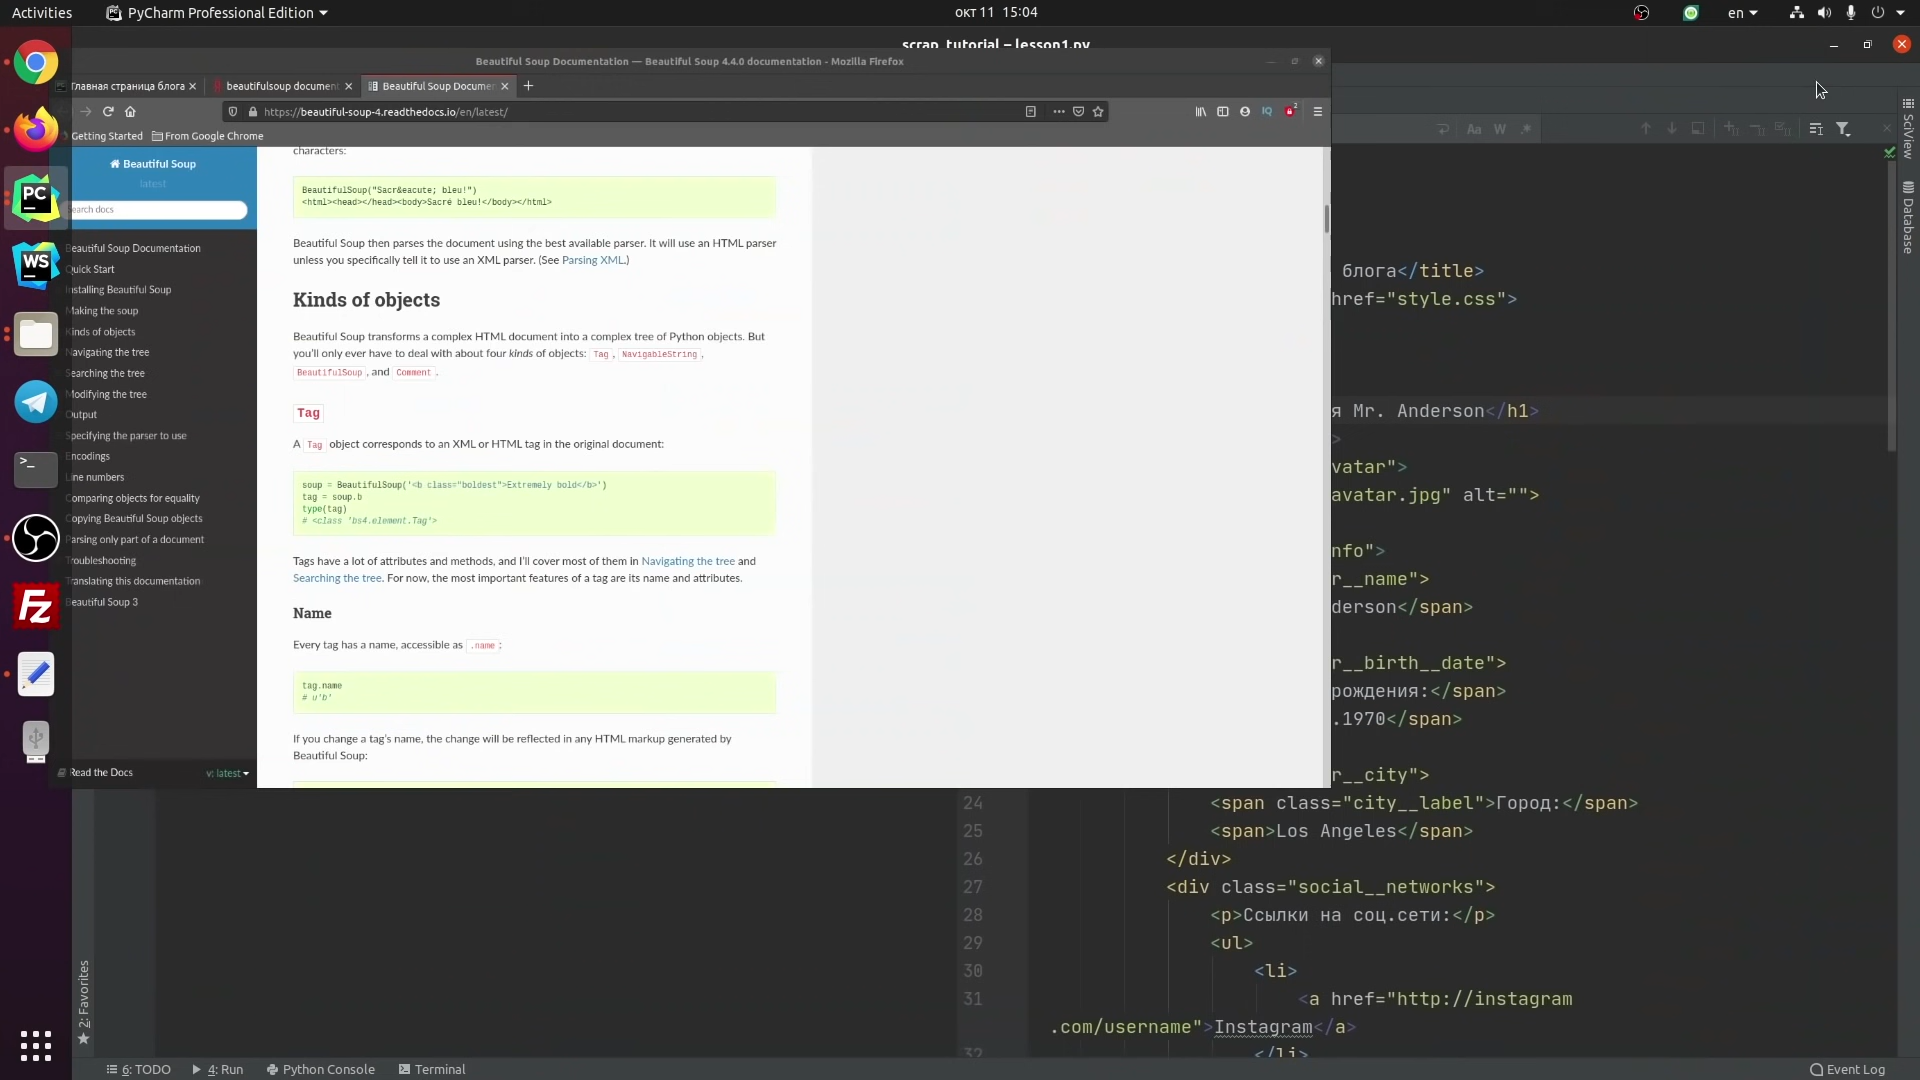 Activities
PyCharm Professional Edition
окт 11 15:04
en
scrap_tutorial – lesson1.py
Beautiful Soup Documentation — Beautiful Soup 4.4.0 documentation - Mozilla Firefox
Главная страница блога
beautifulsoup document
Beautiful Soup Documen
https://beautiful-soup-4.readthedocs.io/en/latest/
Getting Started
From Google Chrome
Beautiful Soup
latest
docs
Beautiful Soup Documentation
Quick Start
Installing Beautiful Soup
Making the soup
Kinds of objects
Navigating the tree
Searching the tree
Modifying the tree
Output
Specifying the parser to use
Encodings
Line numbers
Comparing objects for equality
Copying Beautiful Soup objects
Parsing only part of a document
Troubleshooting
Translating this documentation
Beautiful Soup 3
Read the Docs
v: latest
characters:
BeautifulSoup("Sacr&eacute; bleu!")
<html><head></head><body>Sacré bleu!</body></html>
Beautiful Soup then parses the document using the best available parser. It will use an HTML parser
unless you specifically tell it to use an XML parser. (See Parsing XML.)
Kinds of objects
Beautiful Soup transforms a complex HTML document into a complex tree of Python objects. But
you'll only ever have to deal with about four kinds of objects: Tag , NavigableString ,
BeautifulSoup , and Comment .
Tag
A Tag object corresponds to an XML or HTML tag in the original document:
soup = BeautifulSoup('<b class="boldest">Extremely bold</b>')
tag = soup.b
type(tag)
# <class 'bs4.element.Tag'>
Tags have a lot of attributes and methods, and I'll cover most of them in Navigating the tree and
Searching the tree. For now, the most important features of a tag are its name and attributes.
Name
Every tag has a name, accessible as .name :
tag.name
# u'b'
If you change a tag's name, the change will be reflected in any HTML markup generated by
Beautiful Soup:
Aa W .*
блога</title>
href="style.css">
я Mr. Anderson</h1>
>
vatar">
avatar.jpg" alt="">
nfo">
r__name">
derson</span>
r__birth__date">
рождения:</span>
.1970</span>
r__city">
24 <span class="city__label">Город:</span>
25 <span>Los Angeles</span>
26 </div>
27 <div class="social__networks">
28 <p>Ссылки на соц.сети:</p>
29 <ul>
30 <li>
31 <a href="http://instagram
.com/username">Instagram</a>
32 </li>
SciView
Database
2: Favorites
6: TODO
4: Run
Python Console
Terminal
Event Log
PC
WS
>_
Fz